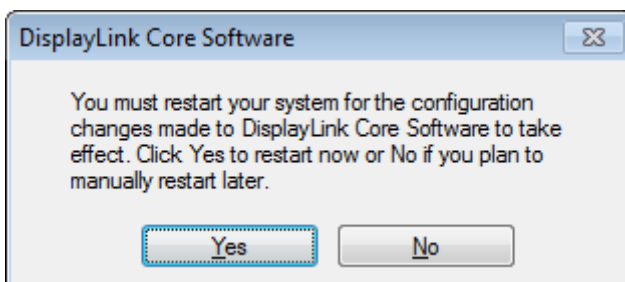 DisplayLink Core Software
You must restart your system for the configuration
changes made to DisplayLink Core Software to take
effect. Click Yes to restart now or No if you plan to
manually restart later.
Yes
No